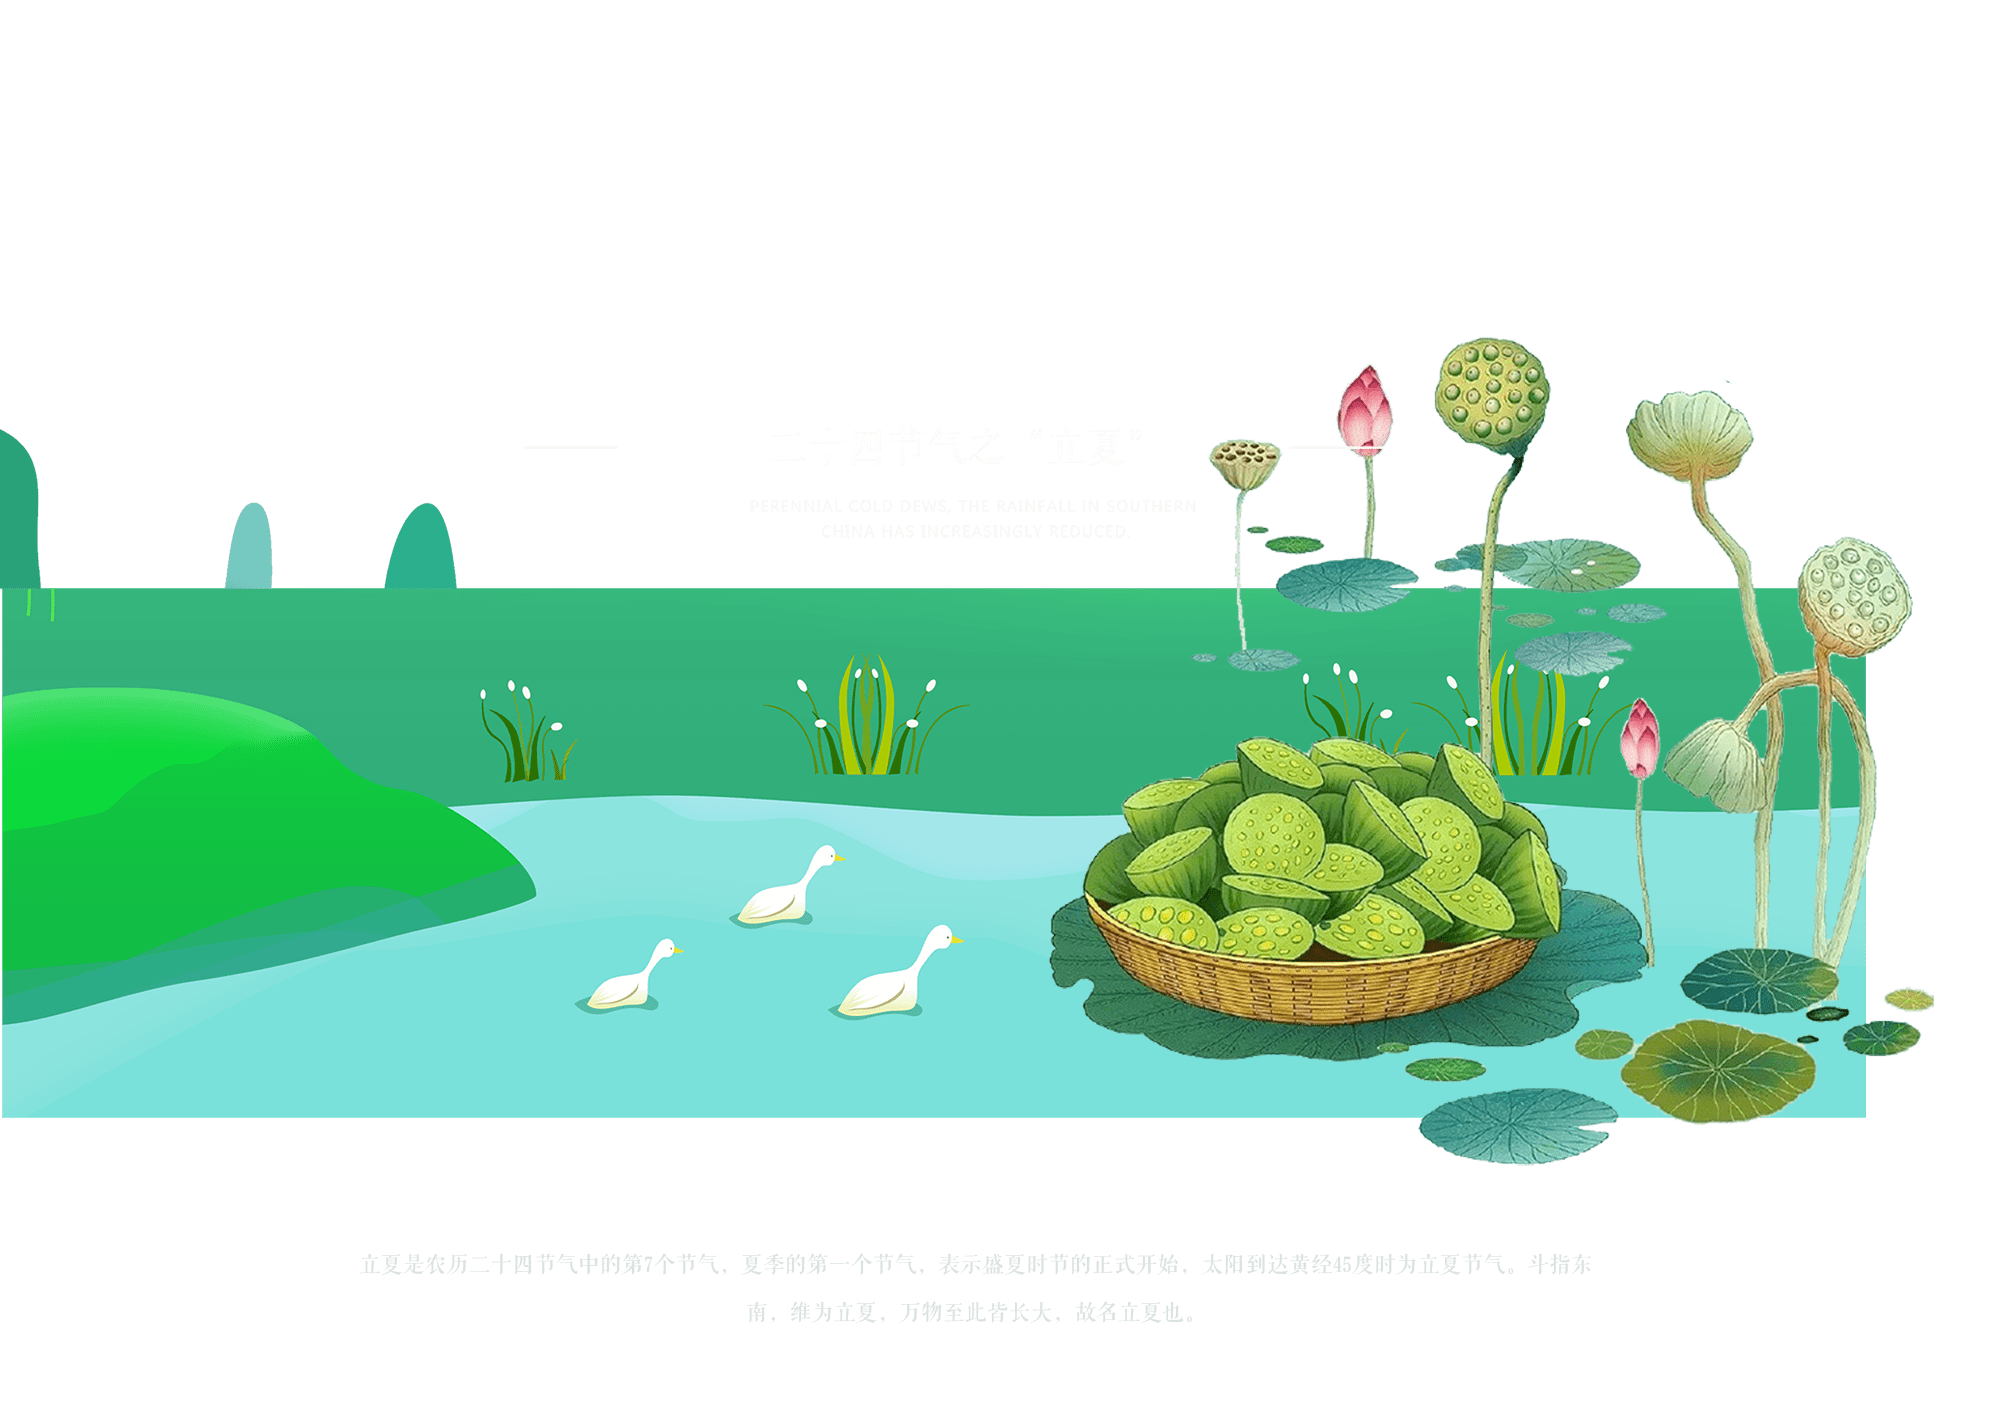 二十四节气之“立夏”
PERENNIAL COLD DEWS, THE RAINFALL IN SOUTHERN
CHINA HAS INCREASINGLY REDUCED.
立夏是农历二十四节气中的第7个节气，夏季的第一个节气，表示盛夏时节的正式开始，太阳到达黄经45度时为立夏节气。斗指东
南，维为立夏，万物至此皆长大，故名立夏也。